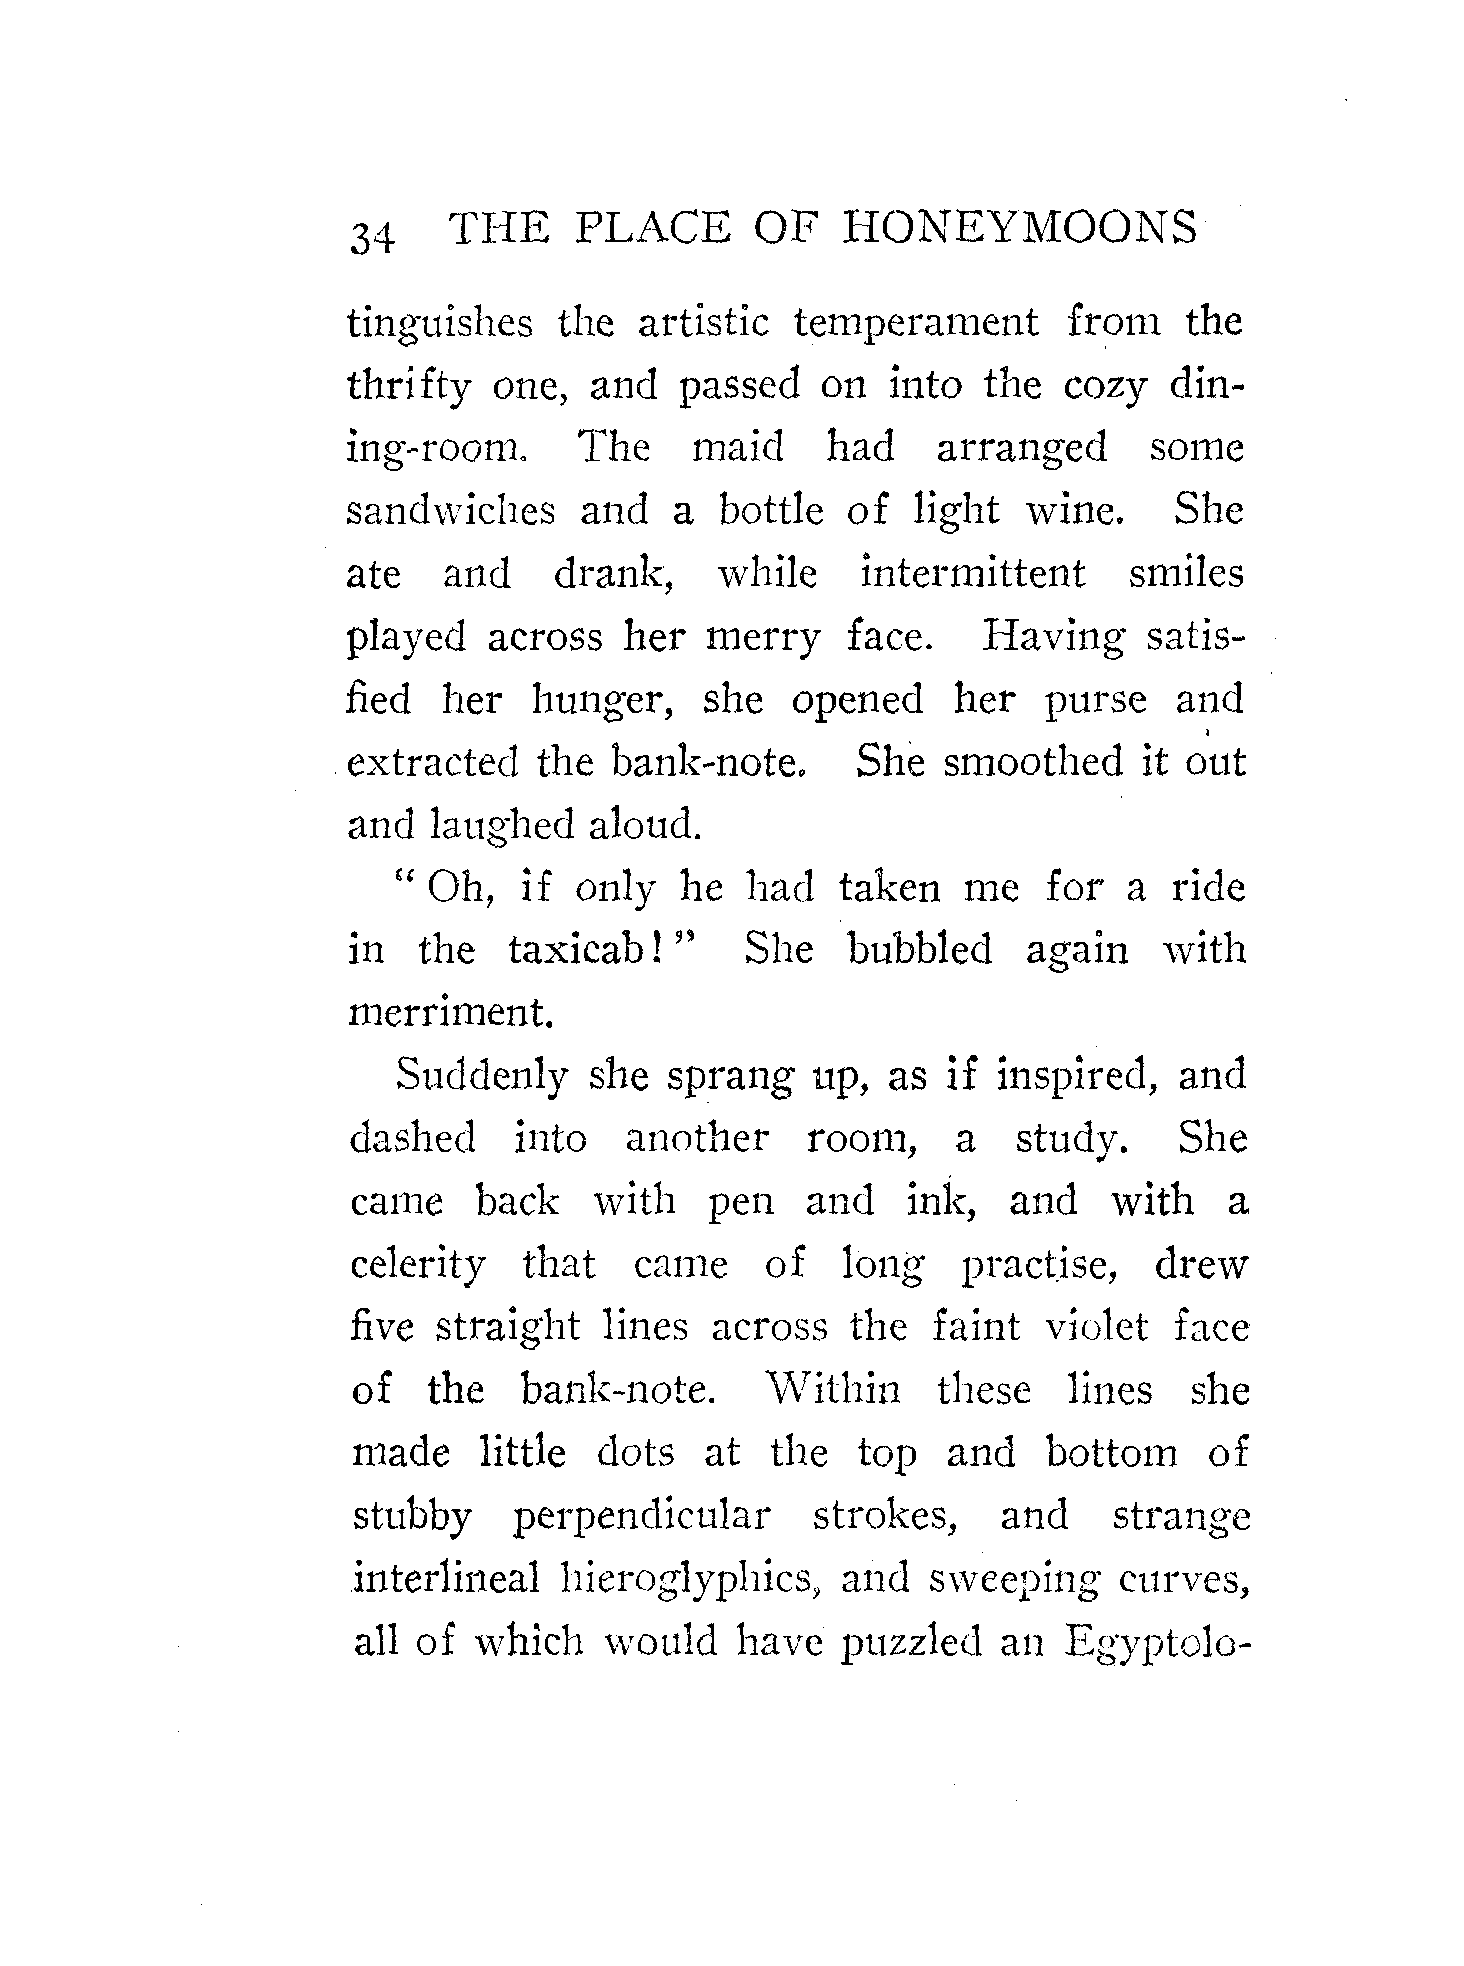 34 THE PLACE OF HONEYMOONS
tinguishes the artistic temperament from the
thrifty one, and passed on into the cozy din-
ing-room. The maid had arranged some
sandwiches and a bottle of light wine. She
ate and drank, while intermittent smiles
played across her merry face. Having satis-
fied her hunger, she opened her purse and
extracted the bank-note. She smoothed it out
and laughed aloud.
“ Oh, if only he had taken me for a ride
in the taxicab! ” She bubbled again with
merriment.
Suddenly she sprang up, as if inspired, and
dashed into another room, a study. She
came back with pen and ink, and with a
celerity that came of long practise, drew
five straight lines across the faint violet face
of the bank-note. Within these lines she
made little dots at the top and bottom of
stubby perpendicular strokes, and strange
interlineal hieroglyphics, and sweeping curves,
all of which would have puzzled an Egyptolo-